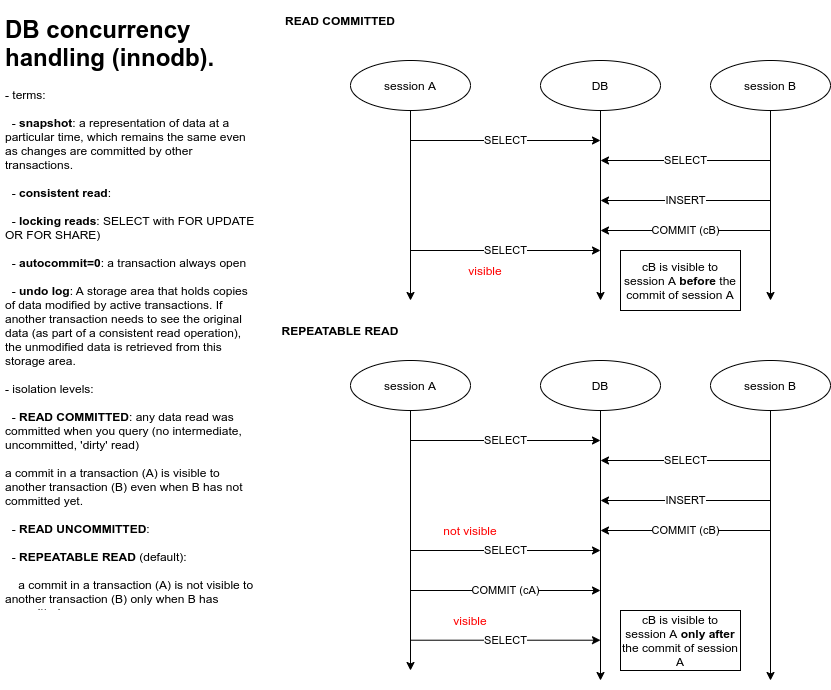 DB concurrency
handling (innodb).
- terms:
- snapshot: a representation of data at a
particular time, which remains the same even
as changes are committed by other
transactions.
- consistent read:
- locking reads: SELECT with FOR UPDATE
OR FOR SHARE)
- autocommit=0: a transaction always open
- undo log: A storage area that holds copies
of data modified by active transactions. If
another transaction needs to see the original
data (as part of a consistent read operation),
the unmodified data is retrieved from this
storage area.
- isolation levels:
- READ COMMITTED: any data read was
committed when you query (no intermediate,
uncommitted, 'dirty' read)
a commit in a transaction (A) is visible to
another transaction (B) even when B has not
committed yet.
- READ UNCOMMITTED:
- REPEATABLE READ (default):
a commit in a transaction (A) is not visible to
another transaction (B) only when B has
READ COMMITTED
session A
DB
session B
SELECT
SELECT
INSERT
COMMIT (cB)
SELECT
visible
cB is visible to
session A before the
commit of session A
REPEATABLE READ
session A
DB
session B
SELECT
SELECT
INSERT
COMMIT (cB)
not visible
SELECT
COMMIT (cA)
visible
SELECT
cB is visible to
session A only after
the commit of session
A